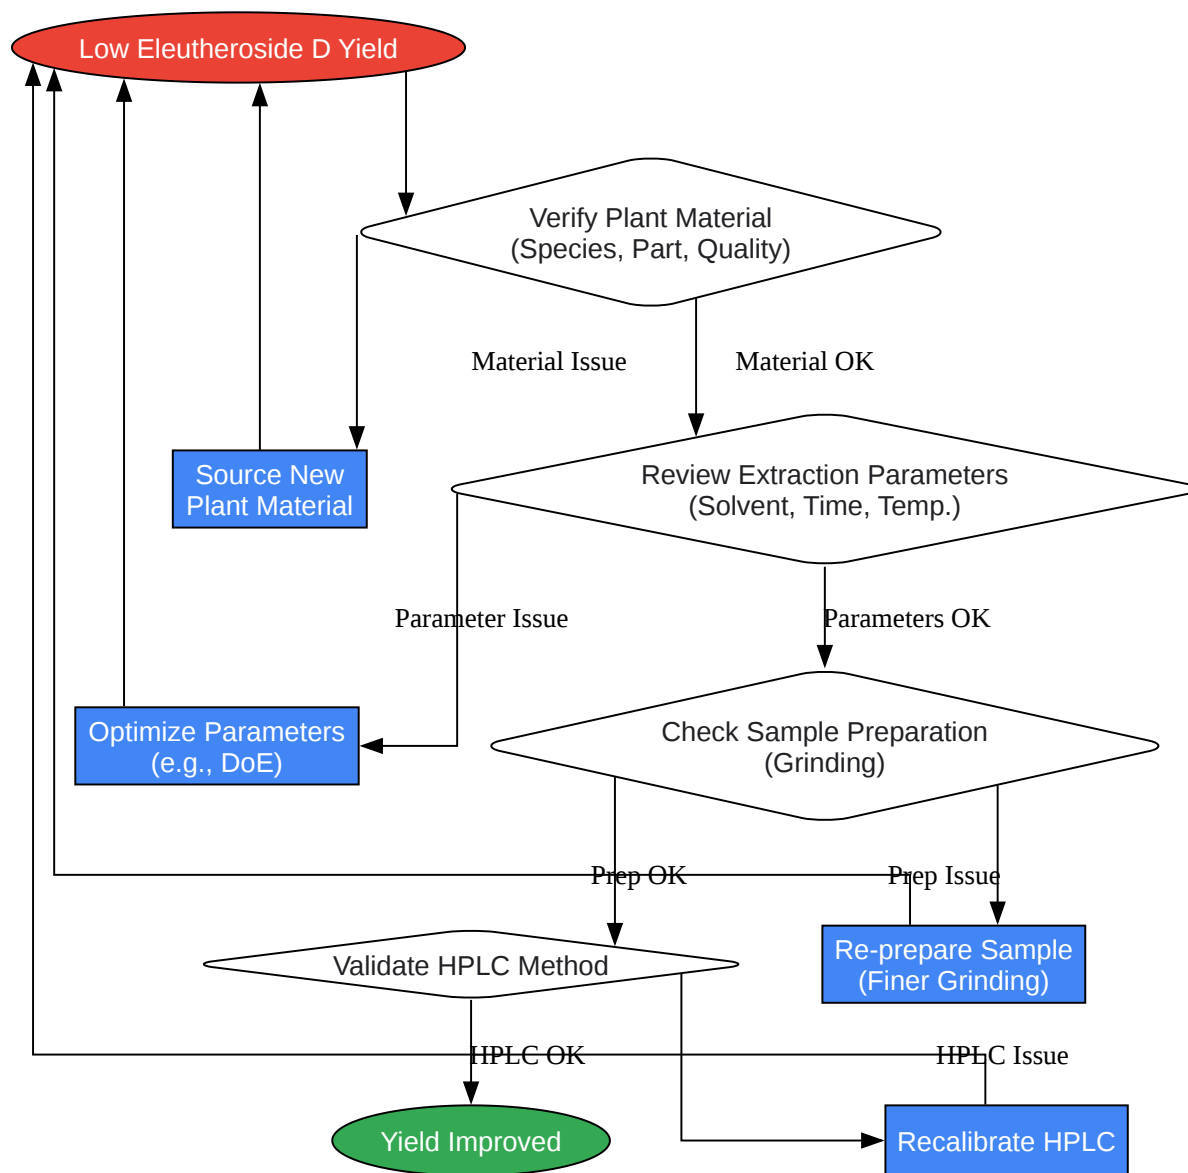 Low Eleutheroside D Yield
Verify Plant Material
(Species, Part, Quality)
Material Issue
Material OK
Source New
Plant Material
Review Extraction Parameters
(Solvent, Time, Temp.)
Parameter Issue
Parameters OK
Optimize Parameters
(e.g., DoE)
Check Sample Preparation
(Grinding)
Prep OK
Prep Issue
Validate HPLC Method
Re-prepare Sample
(Finer Grinding)
HPLC OK
HPLC Issue
Yield Improved
Recalibrate HPLC